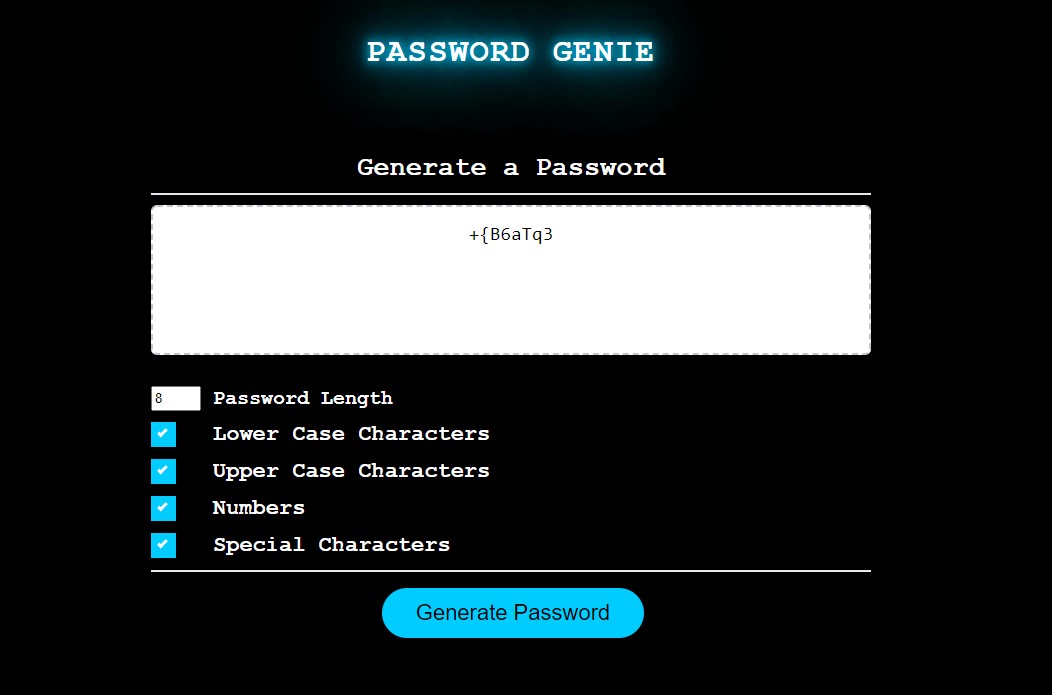 PASSWORD GENIE
Generate a Password
+{B6aTq3
8 Password Length
Lower Case Characters
Upper Case Characters
Numbers
Special Characters
Generate Password